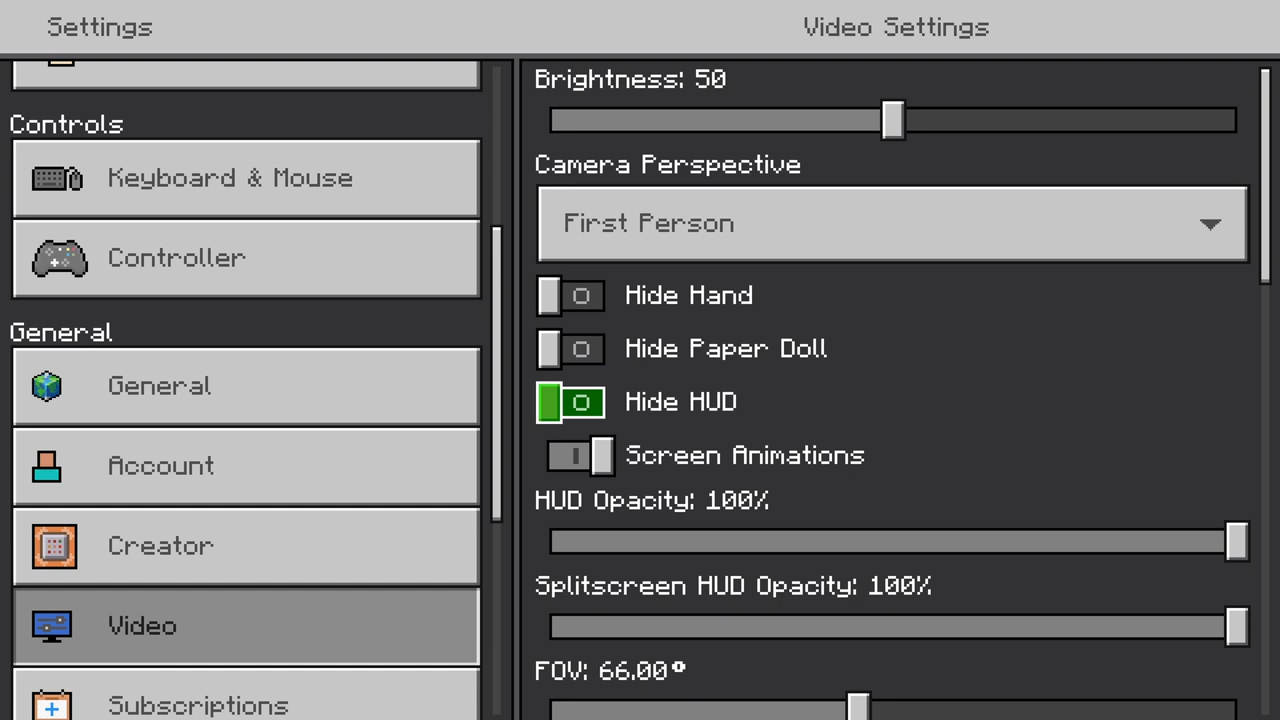 Settings
Video Settings
Controls
Keyboard & Mouse
Controller
General
General
Account
Creator
Video
Subscriptions
Brightness: 50
Camera Perspective
First Person
Hide Hand
Hide Paper Doll
Hide HUD
Screen Animations
HUD Opacity: 100%
Splitscreen HUD Opacity: 100%
FOV: 66.00°